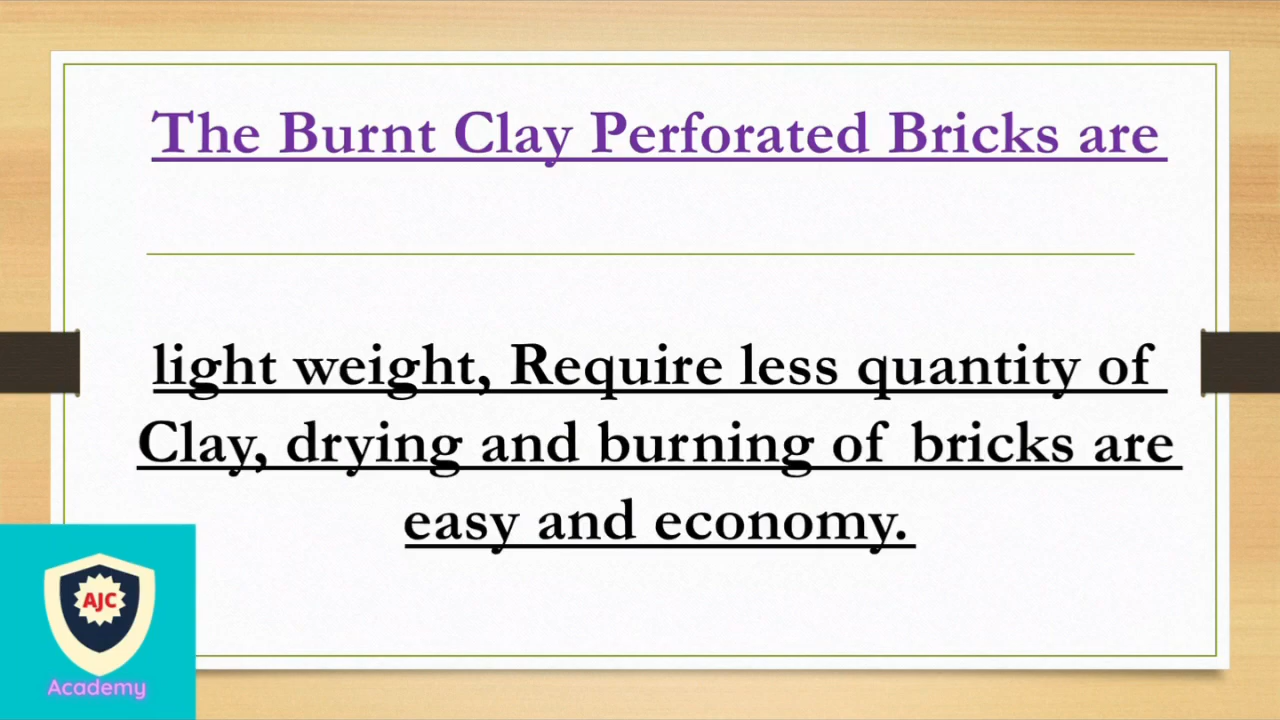 The Burnt Clay Perforated Bricks are
light weight, Require less quantity of
Clay, drying and burning of bricks are
easy and economy.
AJC
Academy